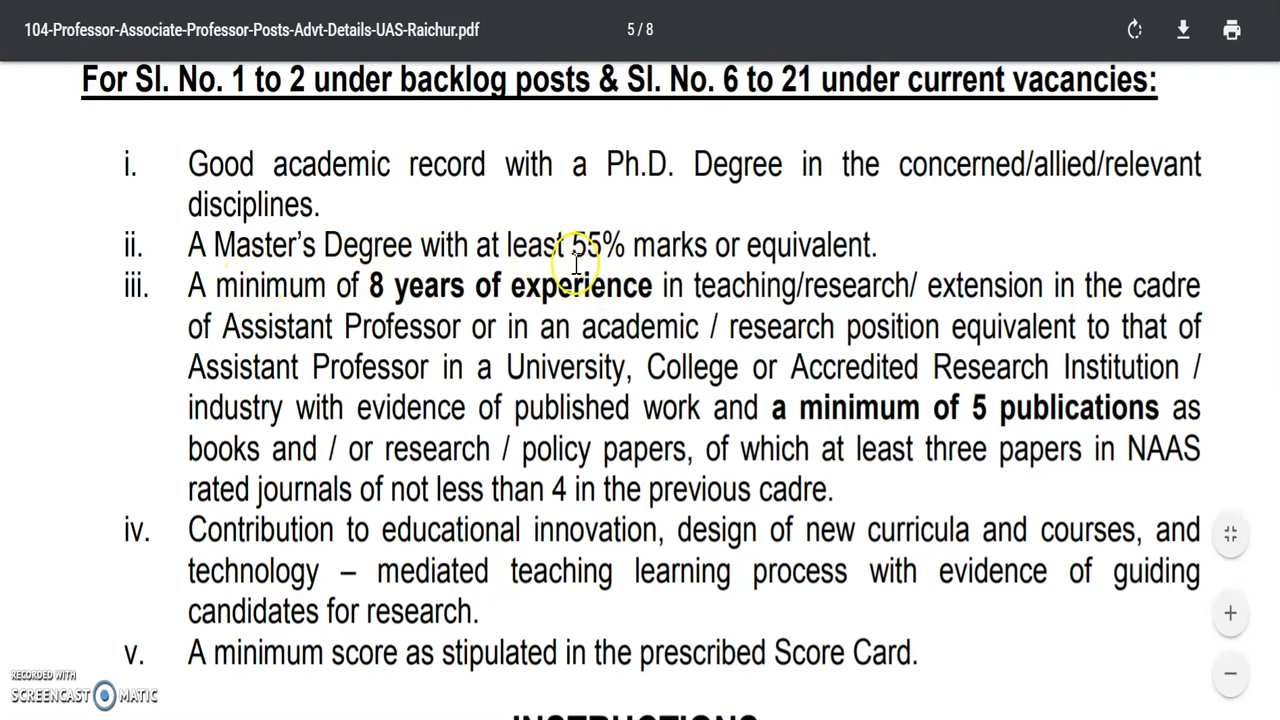 104-Professor-Associate-Professor-Posts-Advt-Details-UAS-Raichur.pdf 5 / 8
For Sl. No. 1 to 2 under backlog posts & Sl. No. 6 to 21 under current vacancies:
i. Good academic record with a Ph.D. Degree in the concerned/allied/relevant
disciplines.
ii. A Master's Degree with at least 55% marks or equivalent.
iii. A minimum of 8 years of experience in teaching/research/ extension in the cadre
of Assistant Professor or in an academic / research position equivalent to that of
Assistant Professor in a University, College or Accredited Research Institution /
industry with evidence of published work and a minimum of 5 publications as
books and / or research / policy papers, of which at least three papers in NAAS
rated journals of not less than 4 in the previous cadre.
iv. Contribution to educational innovation, design of new curricula and courses, and
technology – mediated teaching learning process with evidence of guiding
candidates for research.
v. A minimum score as stipulated in the prescribed Score Card.
RECORDED WITH
SCREENCAST MATIC
INSTRUCTIONS